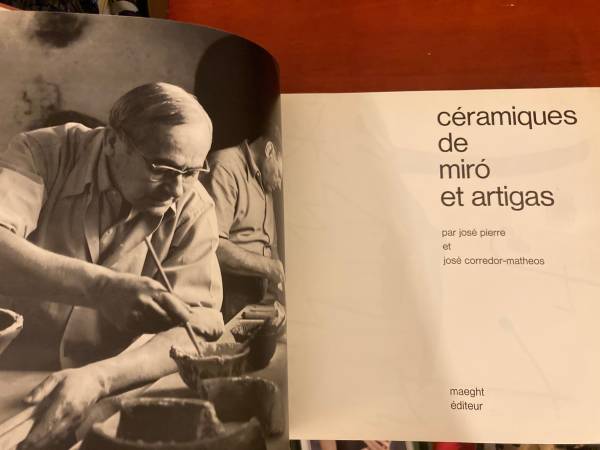 céramiques
de
miró
et artigas
par josé pierre
et
josé corredor-matheos
maeght
éditeur